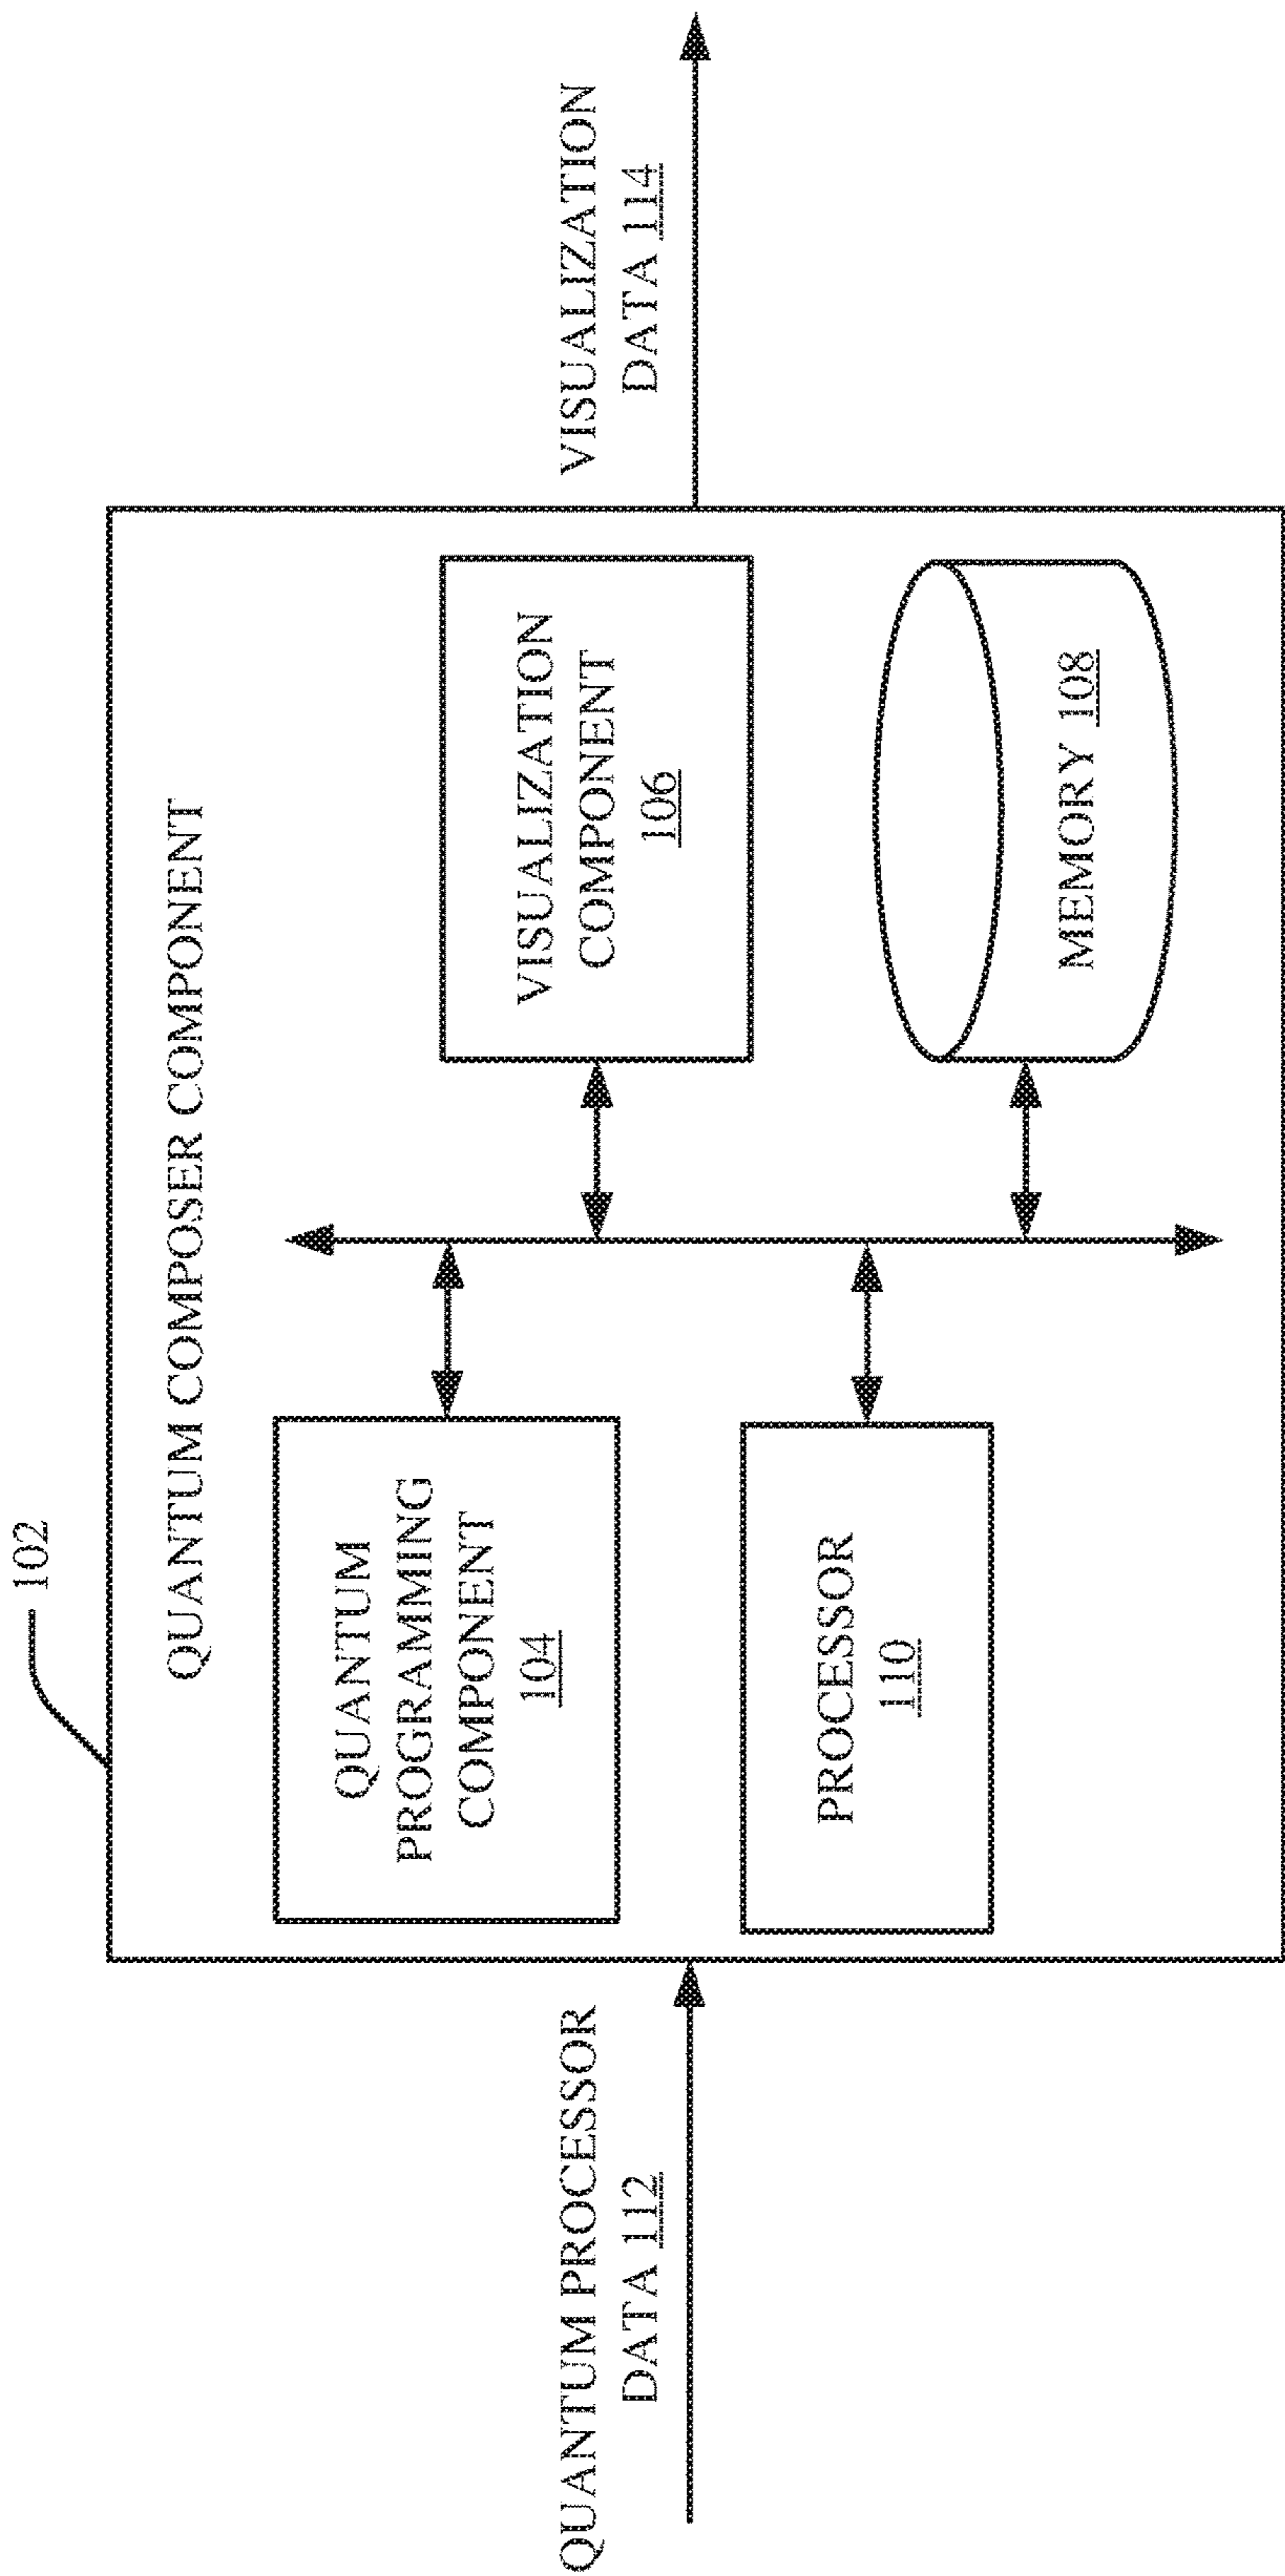 102
QUANTUM COMPOSER COMPONENT
QUANTUM PROCESSOR
DATA 112
QUANTUM
PROGRAMMING
COMPONENT
104
VISUALIZATION
COMPONENT
106
PROCESSOR
110
MEMORY 108
VISUALIZATION
DATA 114